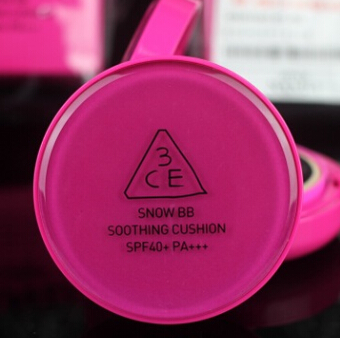 3
CE
SNOW BB
SOOTHING CUSHION
SPF40+ PA+++